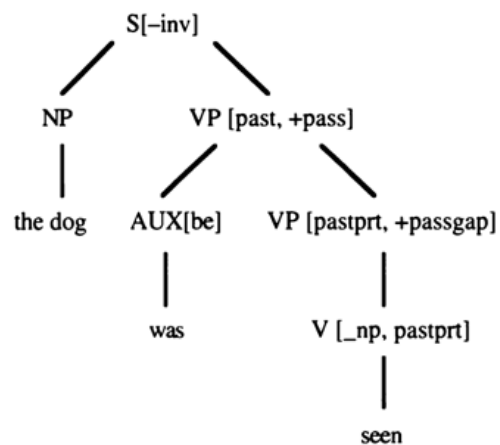 S[–inv]
NP VP [past, +pass]
the dog AUX[be] VP [pastprt, +passgap]
was V [_np, pastprt]
seen